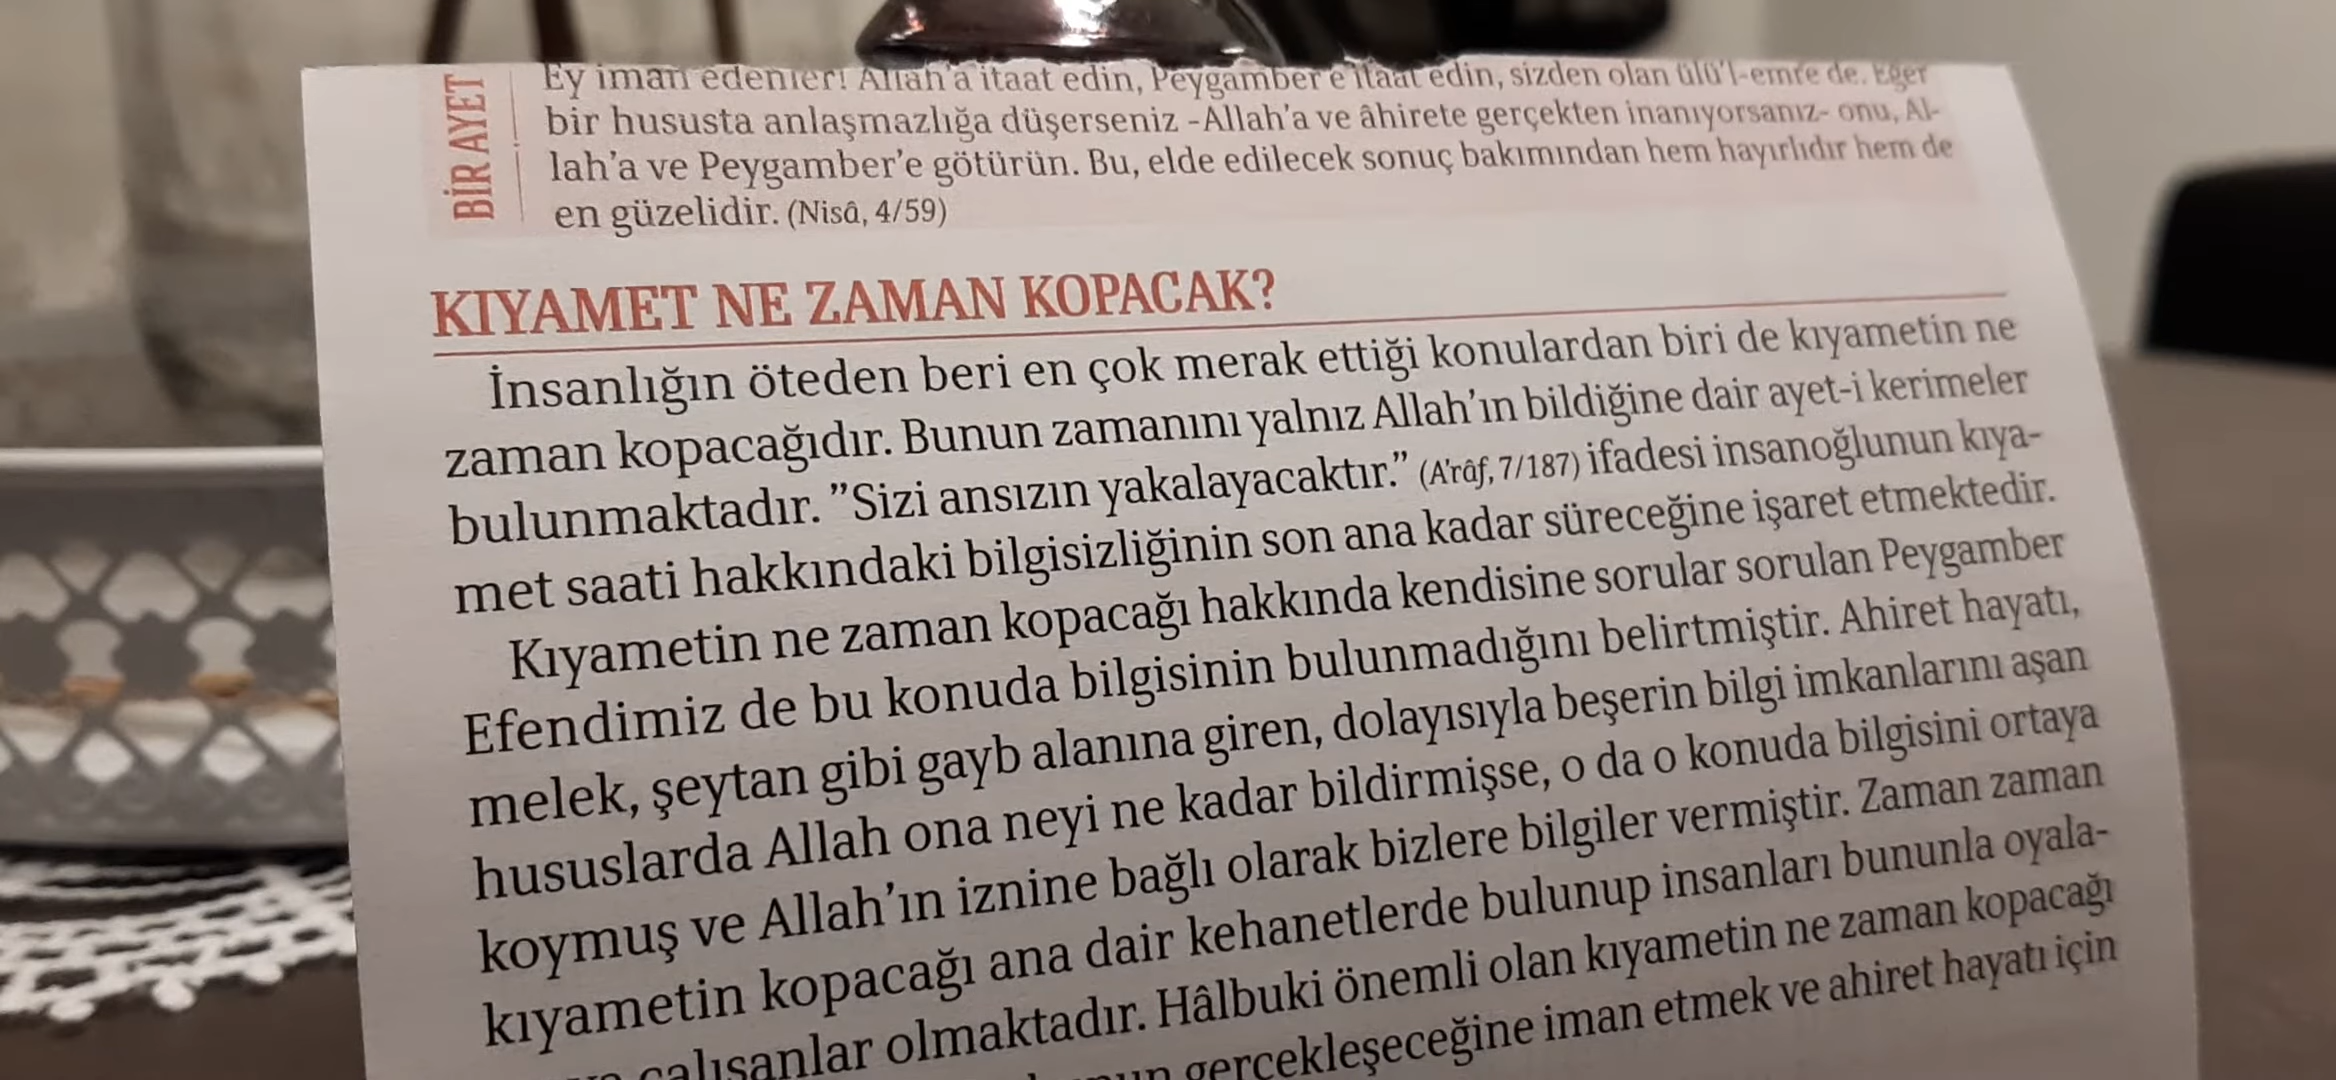 BİR AYET
Ey iman edenler! Allah'a itaat edin, Peygamber'e itaat edin, sizden olan ülü'l-emre de. Eğer
bir hususta anlaşmazlığa düşerseniz -Allah'a ve âhirete gerçekten inanıyorsanız- onu, Al-
lah'a ve Peygamber'e götürün. Bu, elde edilecek sonuç bakımından hem hayırlıdır hem de
en güzelidir. (Nisâ, 4/59)
KIYAMET NE ZAMAN KOPACAK?
İnsanlığın öteden beri en çok merak ettiği konulardan biri de kıyametin ne
zaman kopacağıdır. Bunun zamanını yalnız Allah'ın bildiğine dair ayet-i kerimeler
bulunmaktadır. ”Sizi ansızın yakalayacaktır.” (A'râf, 7/187) ifadesi insanoğlunun kıya-
met saati hakkındaki bilgisizliğinin son ana kadar süreceğine işaret etmektedir.
Kıyametin ne zaman kopacağı hakkında kendisine sorular sorulan Peygamber
Efendimiz de bu konuda bilgisinin bulunmadığını belirtmiştir. Ahiret hayatı,
melek, şeytan gibi gayb alanına giren, dolayısıyla beşerin bilgi imkanlarını aşan
hususlarda Allah ona neyi ne kadar bildirmişse, o da o konuda bilgisini ortaya
koymuş ve Allah'ın iznine bağlı olarak bizlere bilgiler vermiştir. Zaman zaman
kıyametin kopacağı ana dair kehanetlerde bulunup insanları bununla oyala-
çalışanlar olmaktadır. Hâlbuki önemli olan kıyametin ne zaman kopacağı
gerçekleşeceğine iman etmek ve ahiret hayatı için